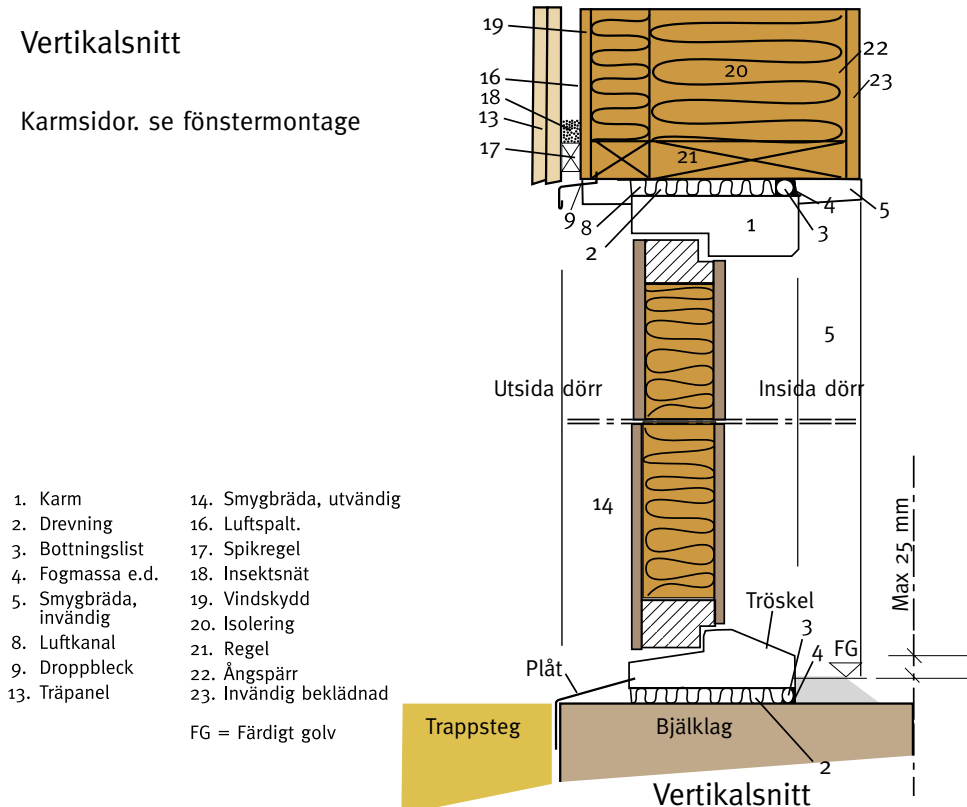 Vertikalsnitt
Karmsidor. se fönstermontage
19
16
18
13
17
9
8
2
20
22
23
21
1
4
3
5
5
Utsida dörr
Insida dörr
14
1. Karm
2. Drevning
3. Bottningslist
4. Fogmassa e.d.
5. Smygbräda,
invändig
8. Luftkanal
9. Droppbleck
13. Träpanel
14. Smygbräda, utvändig
16. Luftspalt.
17. Spikregel
18. Insektsnät
19. Vindskydd
20. Isolering
21. Regel
22. Ångspärr
23. Invändig beklädnad
FG = Färdigt golv
Max 25 mm
Tröskel
3
4
FG
Plåt
Trappsteg
Bjälklag
2
Vertikalsnitt